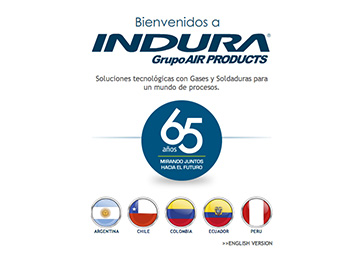 Bienvenidos a
INDURA®
Grupo AIR PRODUCTS
Soluciones tecnológicas con Gases y Soldaduras para
un mundo de procesos.
65
años
MIRANDO JUNTOS
HACIA EL FUTURO
ARGENTINA CHILE COLOMBIA ECUADOR PERU
>>ENGLISH VERSION